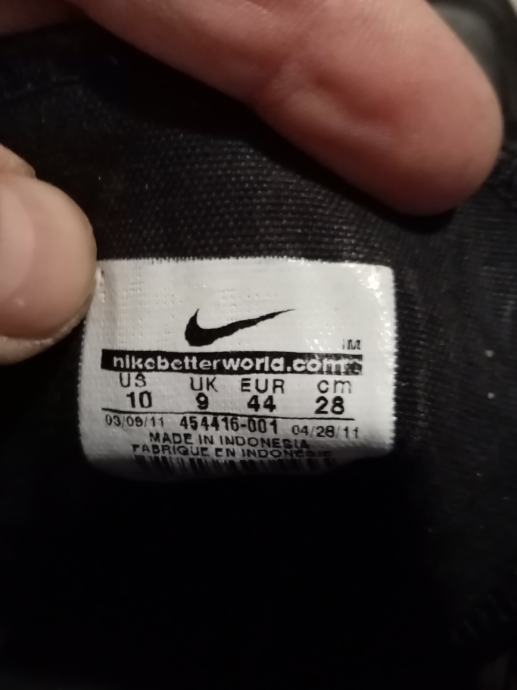 nikebetterworld.com
US UK EUR cm
10 9 44 28
03/09/11 454416-001 04/28/11
MADE IN INDONESIA
FABRIQUE EN INDONESIE